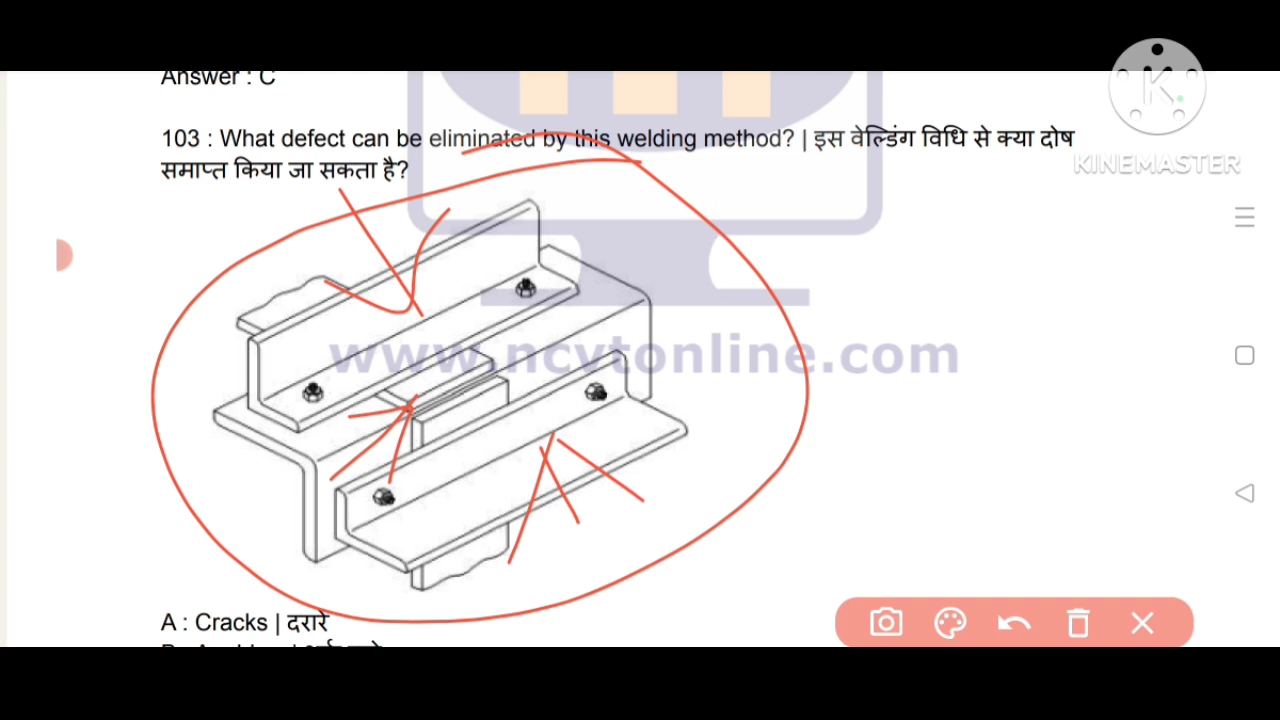 Answer : C
103 : What defect can be eliminated by this welding method? | इस वेल्डिंग विधि से क्या दोष
समाप्त किया जा सकता है?
K
KINEMASTER
www.ncvtonline.com
A : Cracks | दरारे